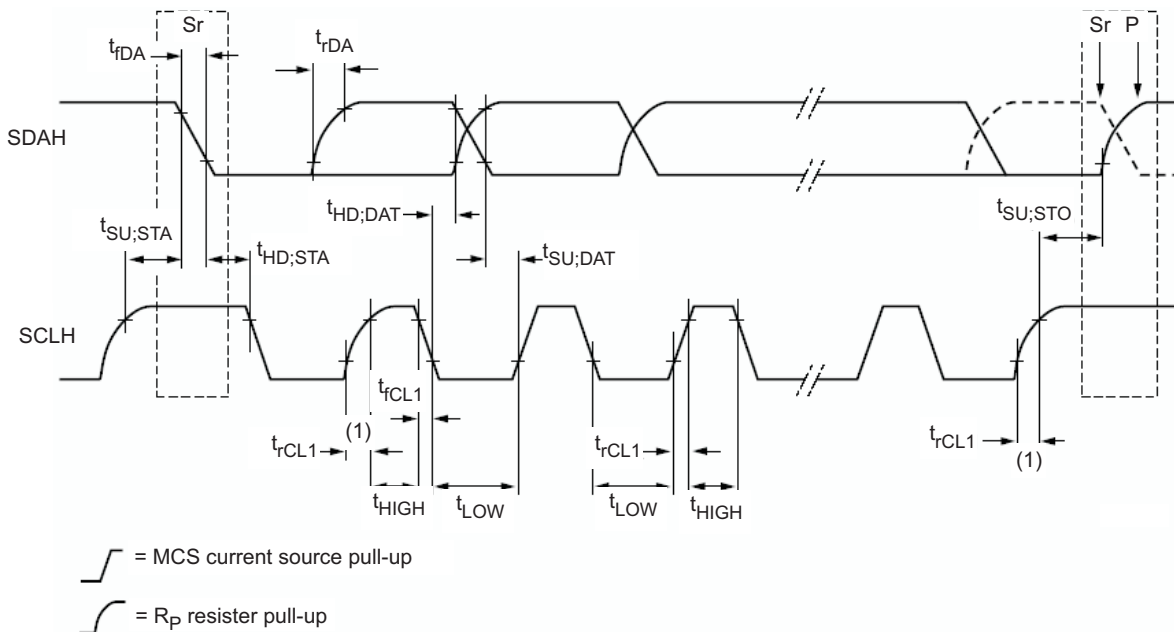 Sr
Sr P
tfDA
trDA
SDAH
tHD;DAT
tSU;STA
tHD;STA
tSU;DAT
tSU;STO
SCLH
tfCL1
(1)
trCL1
trCL1
trCL1
(1)
tHIGH
tLOW
tLOW
tHIGH
= MCS current source pull-up
= RP resister pull-up